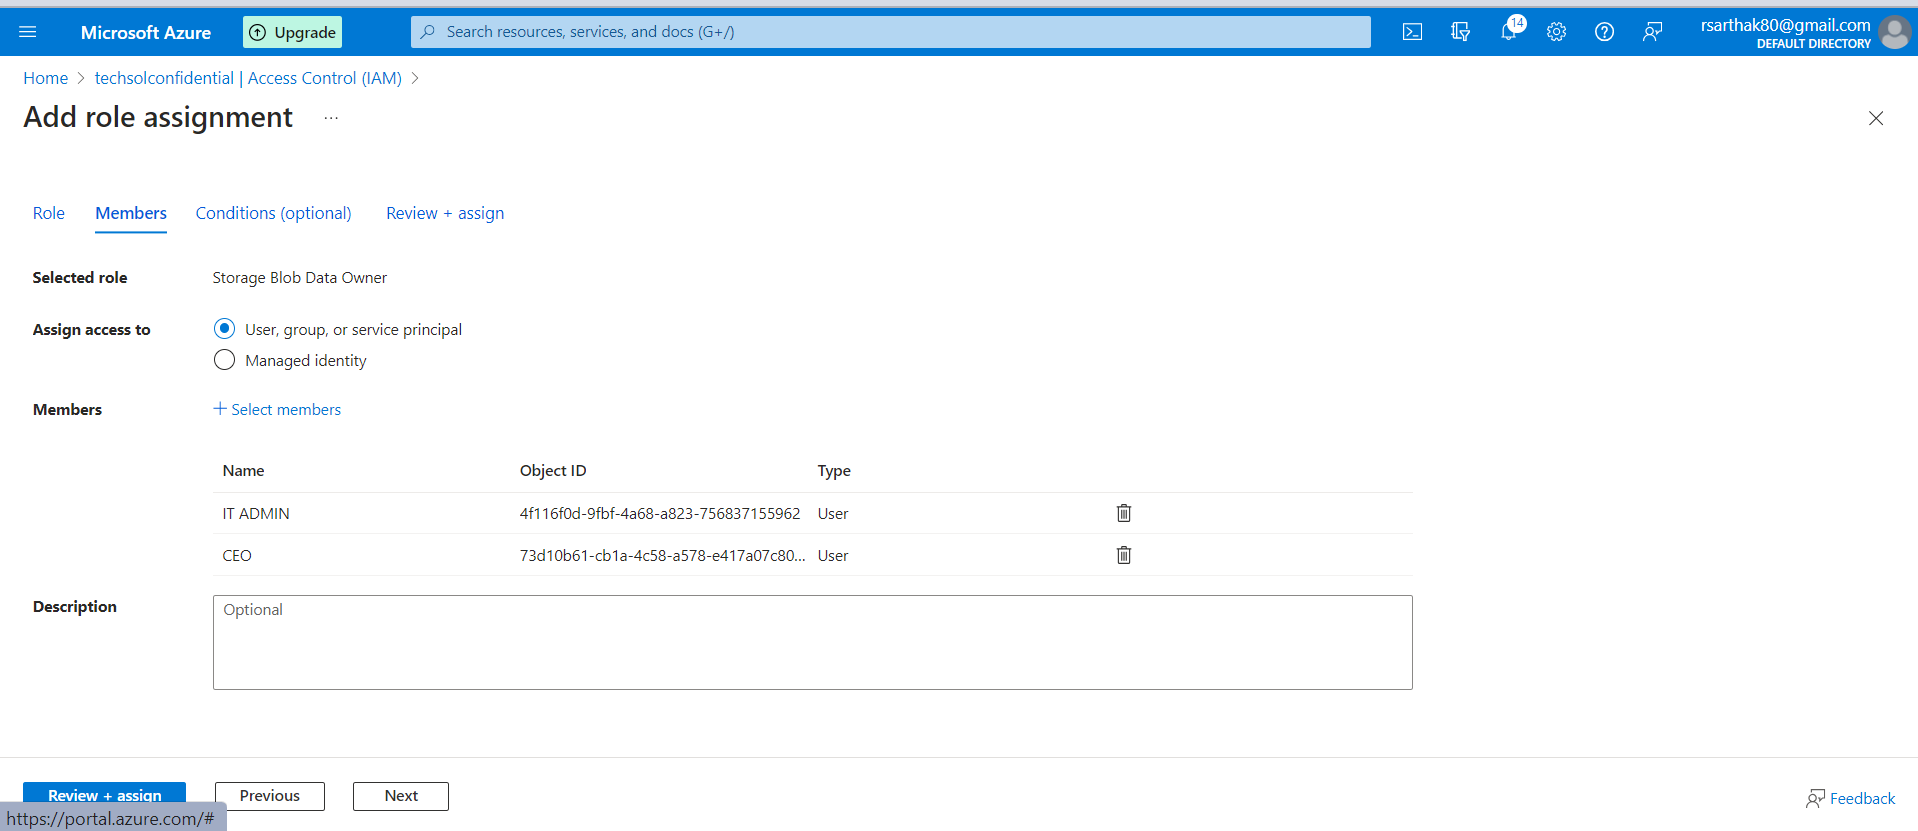 Microsoft Azure Upgrade Search resources, services, and docs (G+/) 14 rsarthak80@gmail.com
DEFAULT DIRECTORY
Home > techsolconfidential | Access Control (IAM) >
Add role assignment ...
Role Members Conditions (optional) Review + assign
Selected role Storage Blob Data Owner
Assign access to User, group, or service principal
Managed identity
Members + Select members
Name Object ID Type
IT ADMIN 4f116f0d-9fbf-4a68-a823-756837155962 User
CEO 73d10b61-cb1a-4c58-a578-e417a07c80... User
Description Optional
Review + assign Previous Next Feedback
https://portal.azure.com/#